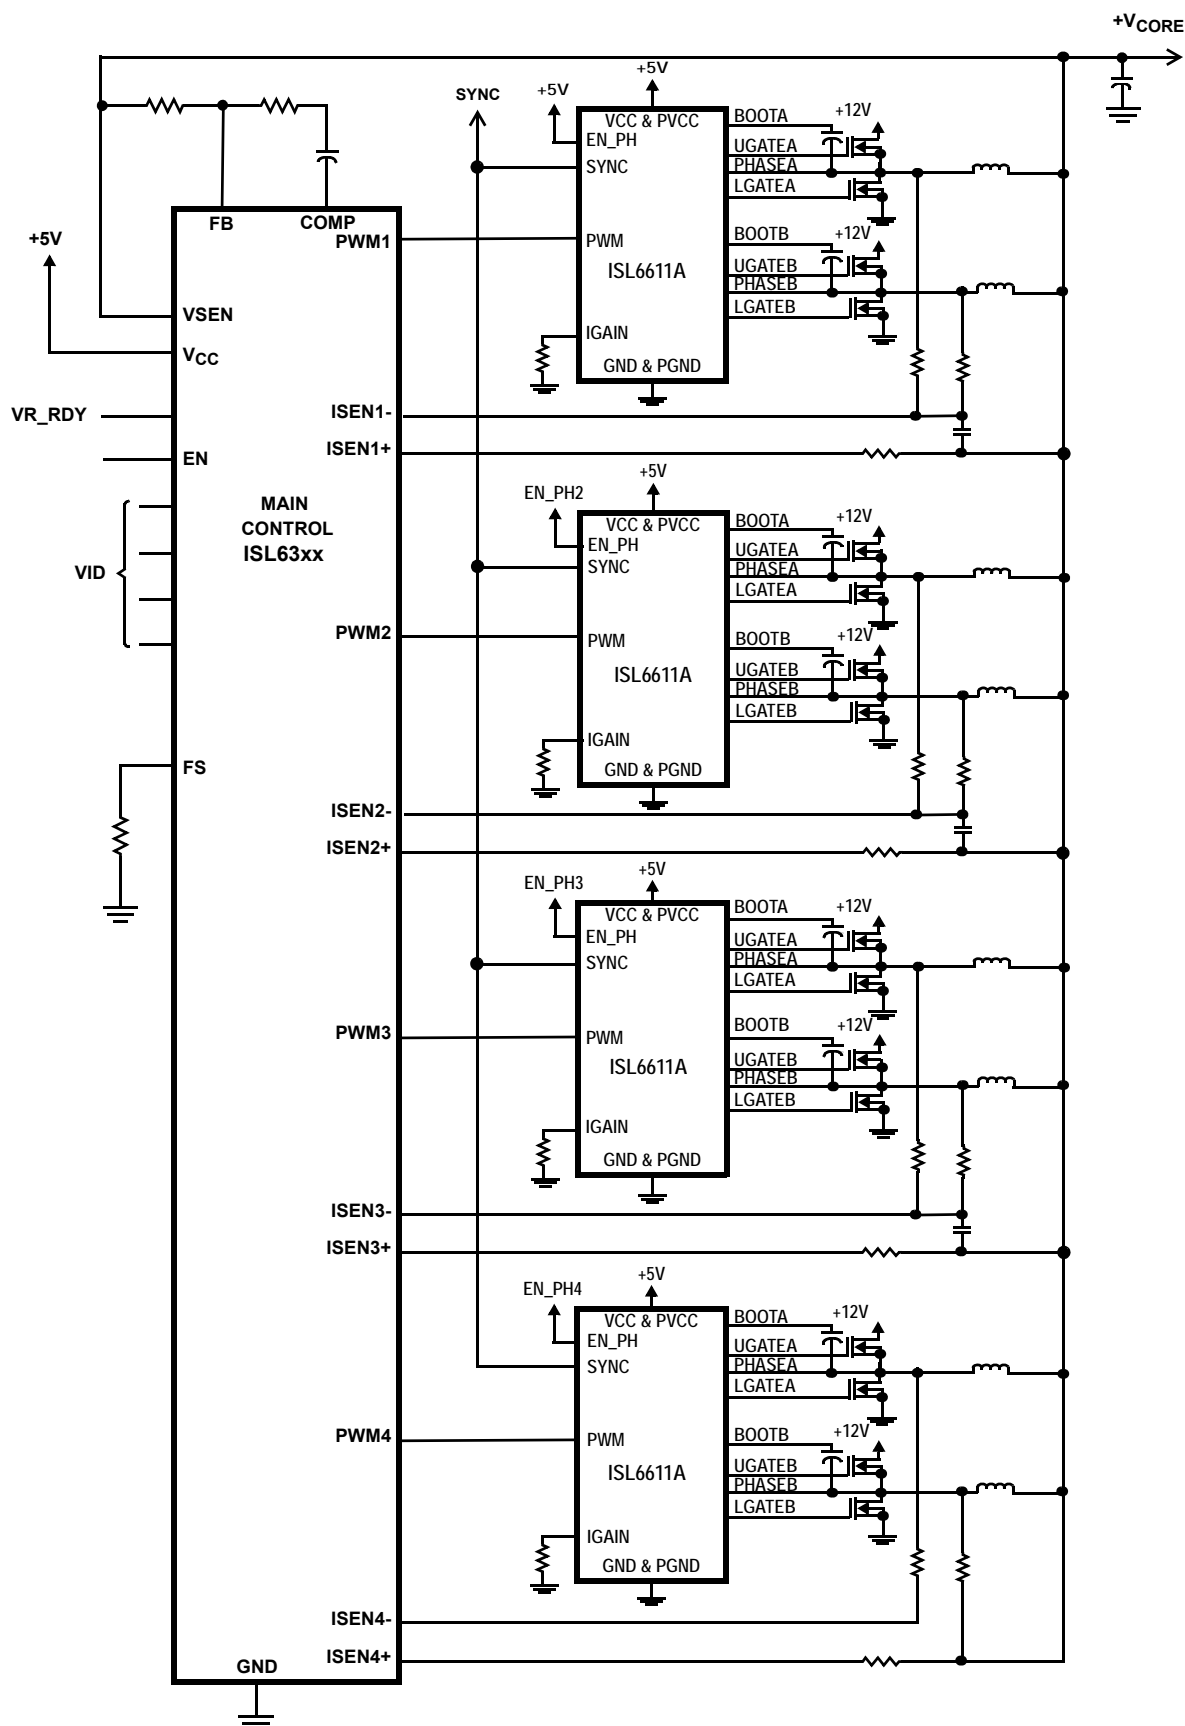 +VCORE
SYNC
+5V
+5V
VCC & PVCC
EN_PH
SYNC
PWM
ISL6611A
IGAIN
GND & PGND
BOOTA
+12V
UGATEA
PHASEA
LGATEA
BOOTB
+12V
UGATEB
PHASEB
LGATEB
FB
COMP
PWM1
+5V
VSEN
VCC
VR_RDY
EN
ISEN1-
ISEN1+
MAIN
CONTROL
ISL63xx
VID
EN_PH2
+5V
VCC & PVCC
EN_PH
SYNC
PWM
ISL6611A
IGAIN
GND & PGND
BOOTA
+12V
UGATEA
PHASEA
LGATEA
BOOTB
+12V
UGATEB
PHASEB
LGATEB
PWM2
FS
ISEN2-
ISEN2+
EN_PH3
+5V
VCC & PVCC
EN_PH
SYNC
PWM
ISL6611A
IGAIN
GND & PGND
BOOTA
+12V
UGATEA
PHASEA
LGATEA
BOOTB
+12V
UGATEB
PHASEB
LGATEB
PWM3
ISEN3-
ISEN3+
EN_PH4
+5V
VCC & PVCC
EN_PH
SYNC
PWM
ISL6611A
IGAIN
GND & PGND
BOOTA
+12V
UGATEA
PHASEA
LGATEA
BOOTB
+12V
UGATEB
PHASEB
LGATEB
PWM4
ISEN4-
ISEN4+
GND